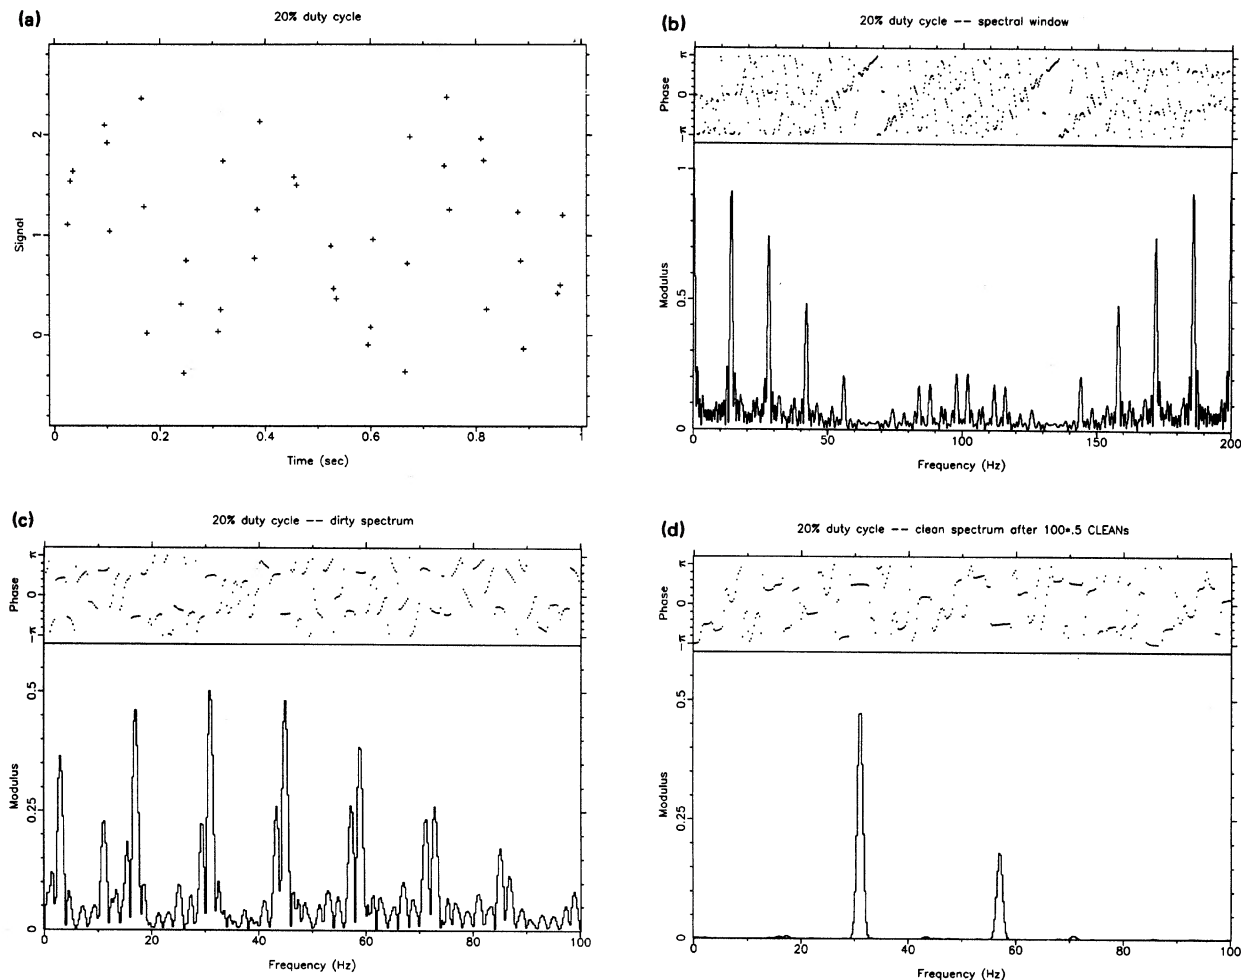 (a)
20% duty cycle
Signal
2
1
0
0
0.2
0.4
0.6
0.8
1
Time (sec)
(b)
20% duty cycle -- spectral window
Phase
π
0
-π
Modulus
1
0.5
0
0
50
100
150
200
Frequency (Hz)
(c)
20% duty cycle -- dirty spectrum
Phase
π
0
-π
Modulus
0.5
0.25
0
0
20
40
60
80
100
Frequency (Hz)
(d)
20% duty cycle -- clean spectrum after 100*.5 CLEANs
Phase
π
0
-π
Modulus
0.5
0.25
0
0
20
40
60
80
100
Frequency (Hz)